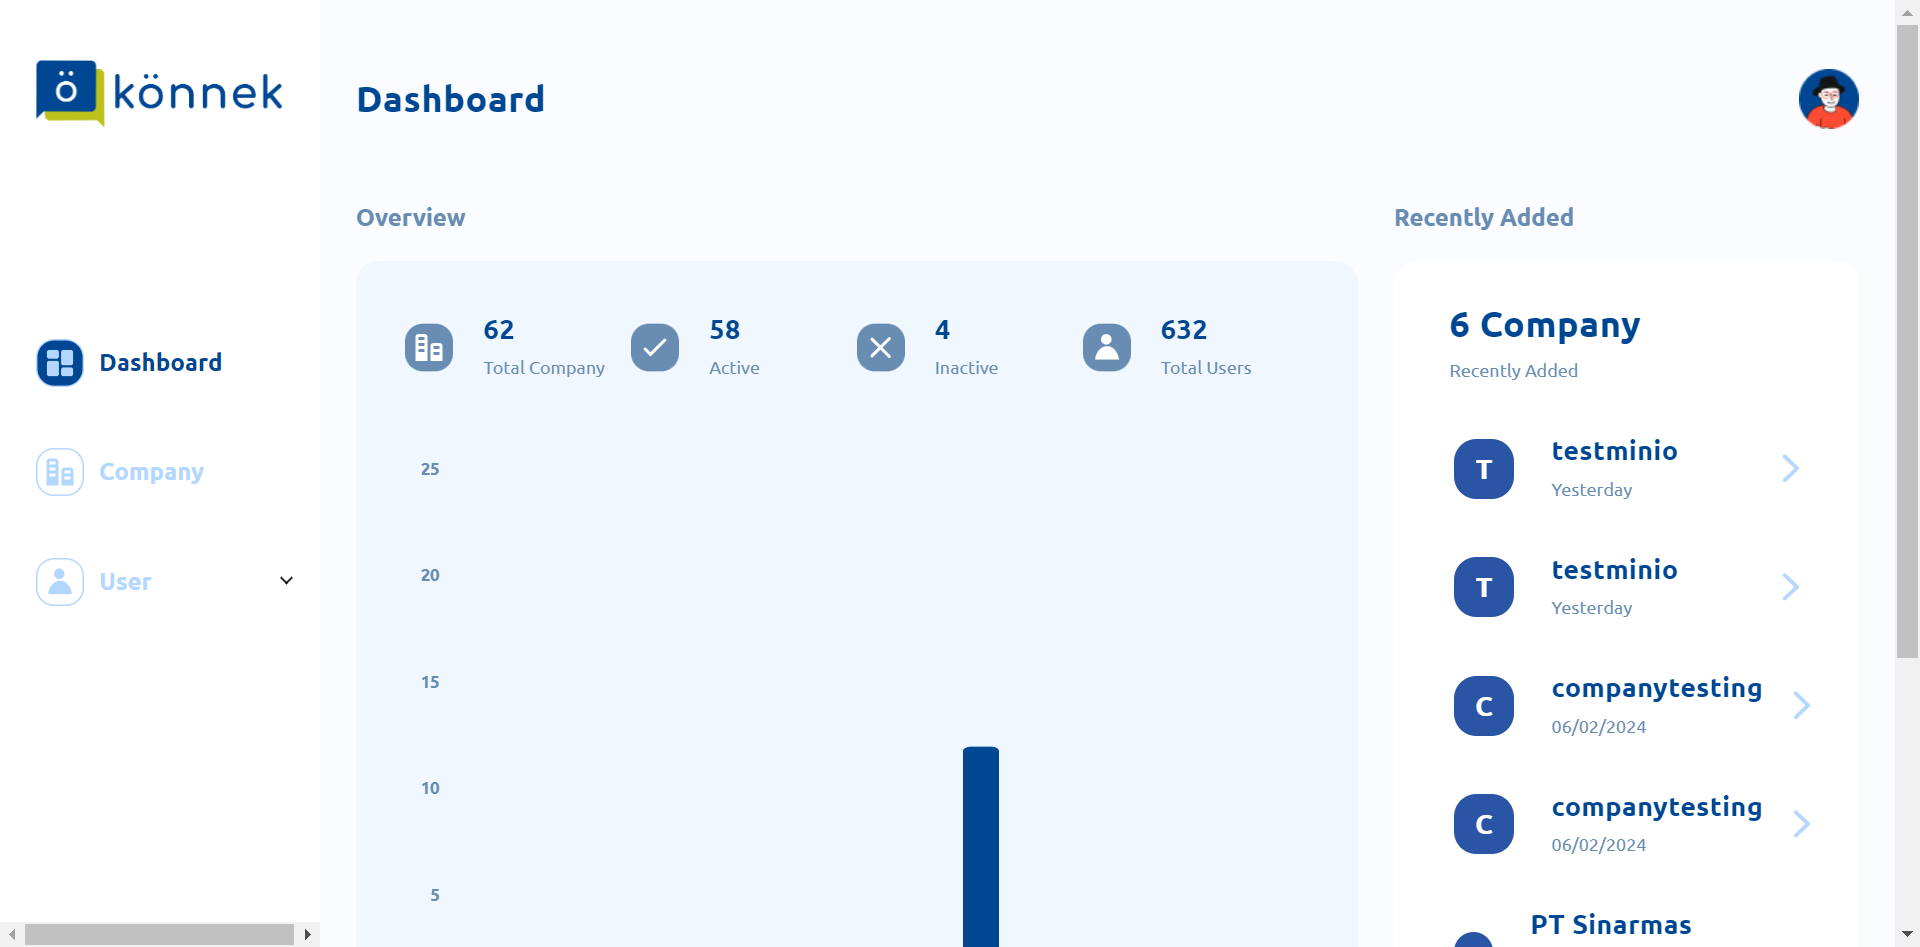 ö könnek
Dashboard
Company
User
Dashboard
Overview
62
Total Company
58
Active
4
Inactive
632
Total Users
25
20
15
10
5
Recently Added
6 Company
Recently Added
T
testminio
Yesterday
T
testminio
Yesterday
C
companytesting
06/02/2024
C
companytesting
06/02/2024
PT Sinarmas